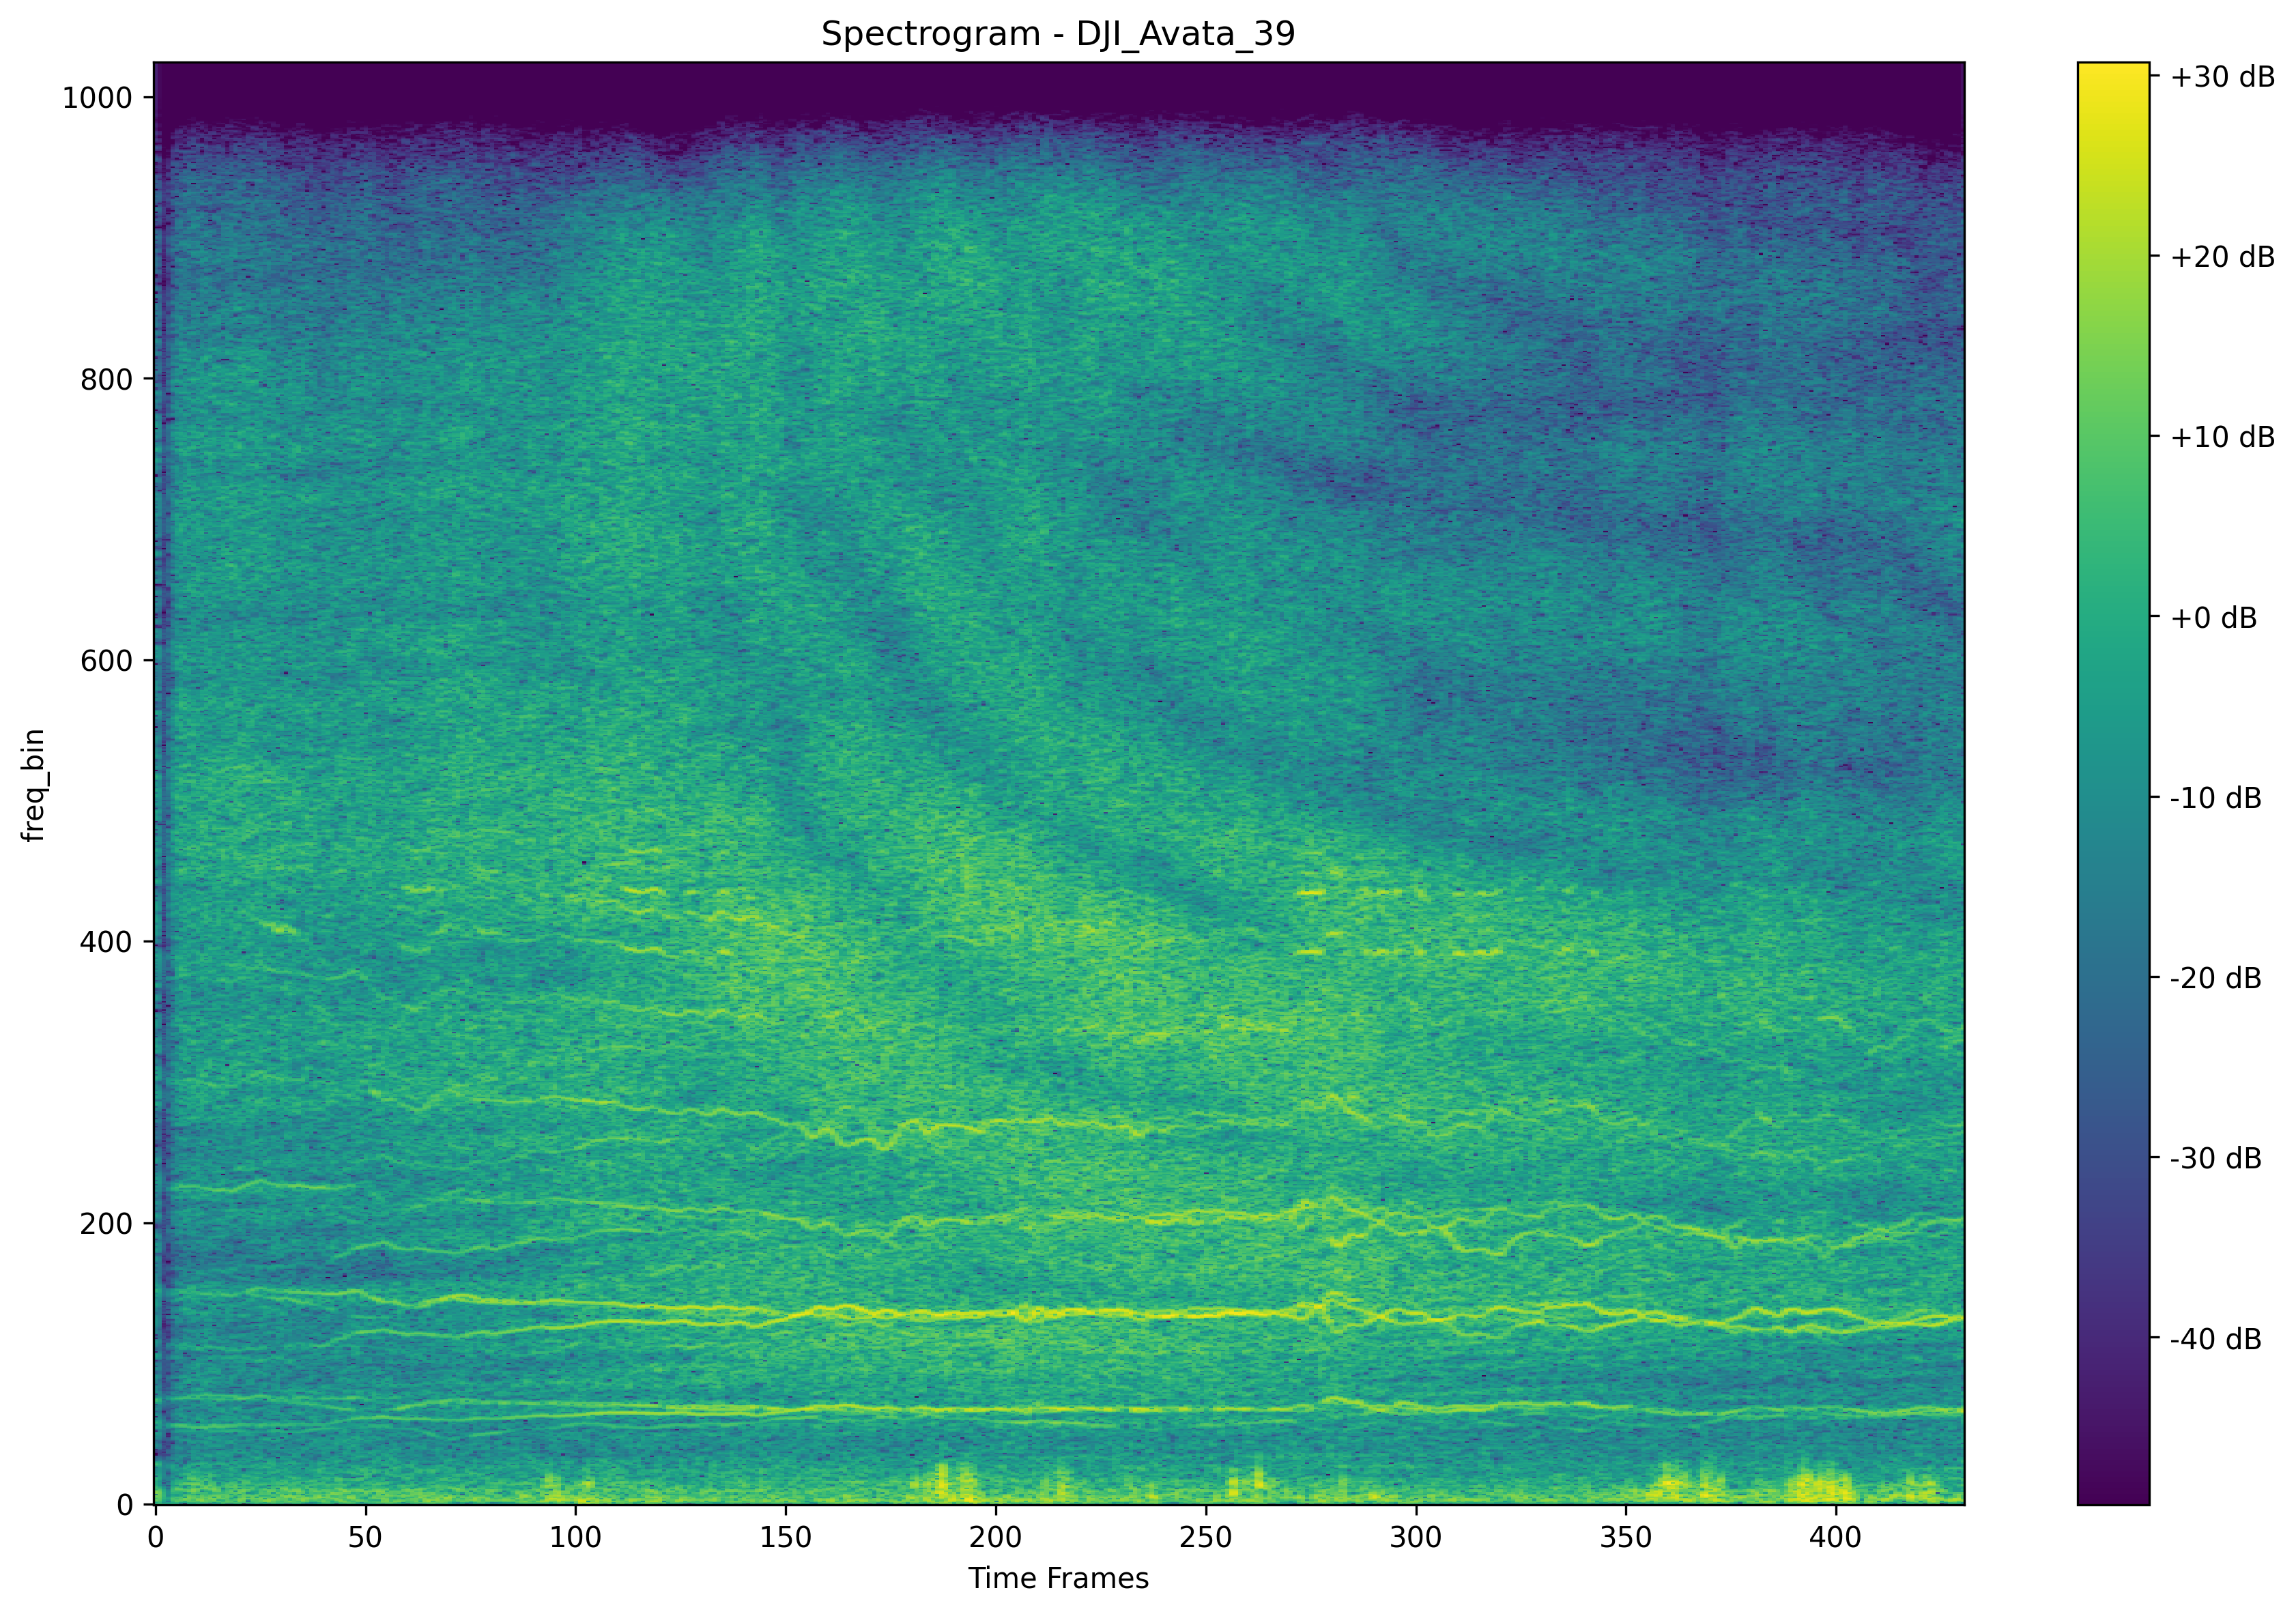 Spectrogram - DJI_Avata_39
freq_bin
1000
800
600
400
200
0
0 50 100 150 200 250 300 350 400
Time Frames
+30 dB
+20 dB
+10 dB
+0 dB
-10 dB
-20 dB
-30 dB
-40 dB